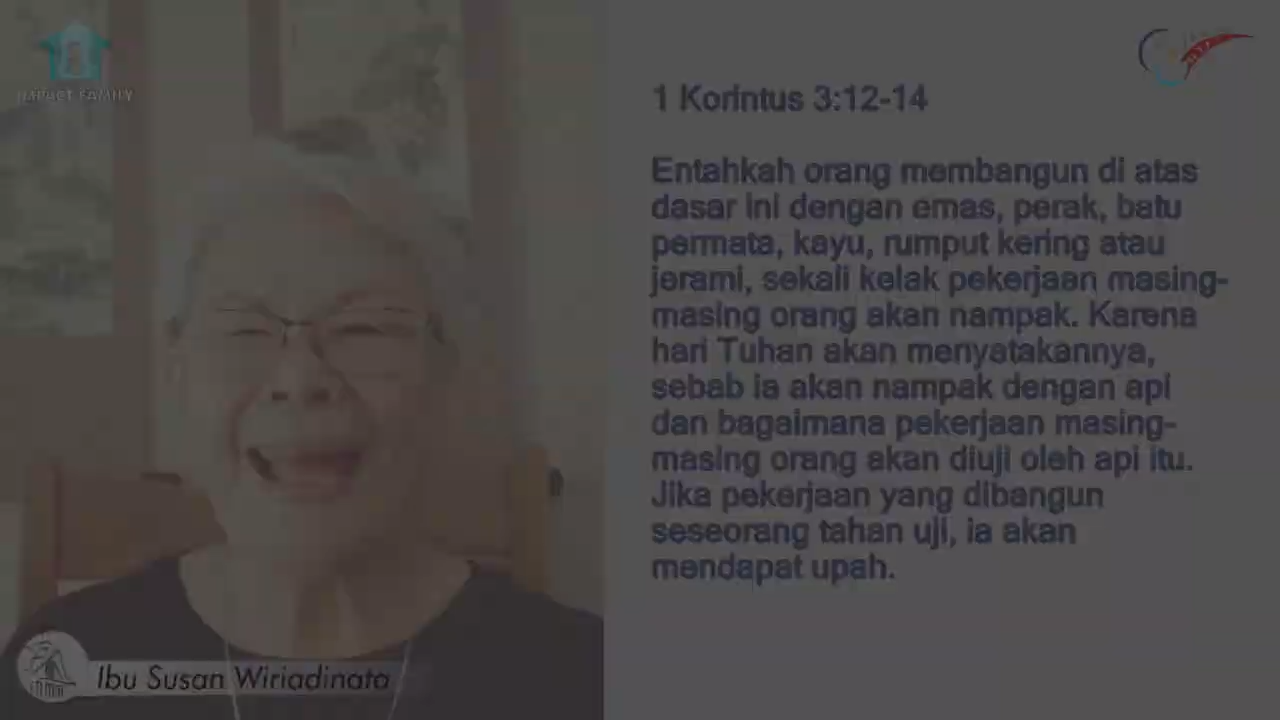 IMPACT FAMILY
1 Korintus 3:12-14
Entahkah orang membangun di atas
dasar ini dengan emas, perak, batu
permata, kayu, rumput kering atau
jerami, sekali kelak pekerjaan masing-
masing orang akan nampak. Karena
hari Tuhan akan menyatakannya,
sebab ia akan nampak dengan api
dan bagaimana pekerjaan masing-
masing orang akan diuji oleh api itu.
Jika pekerjaan yang dibangun
seseorang tahan uji, ia akan
mendapat upah.
Ibu Susan Wiriadinata